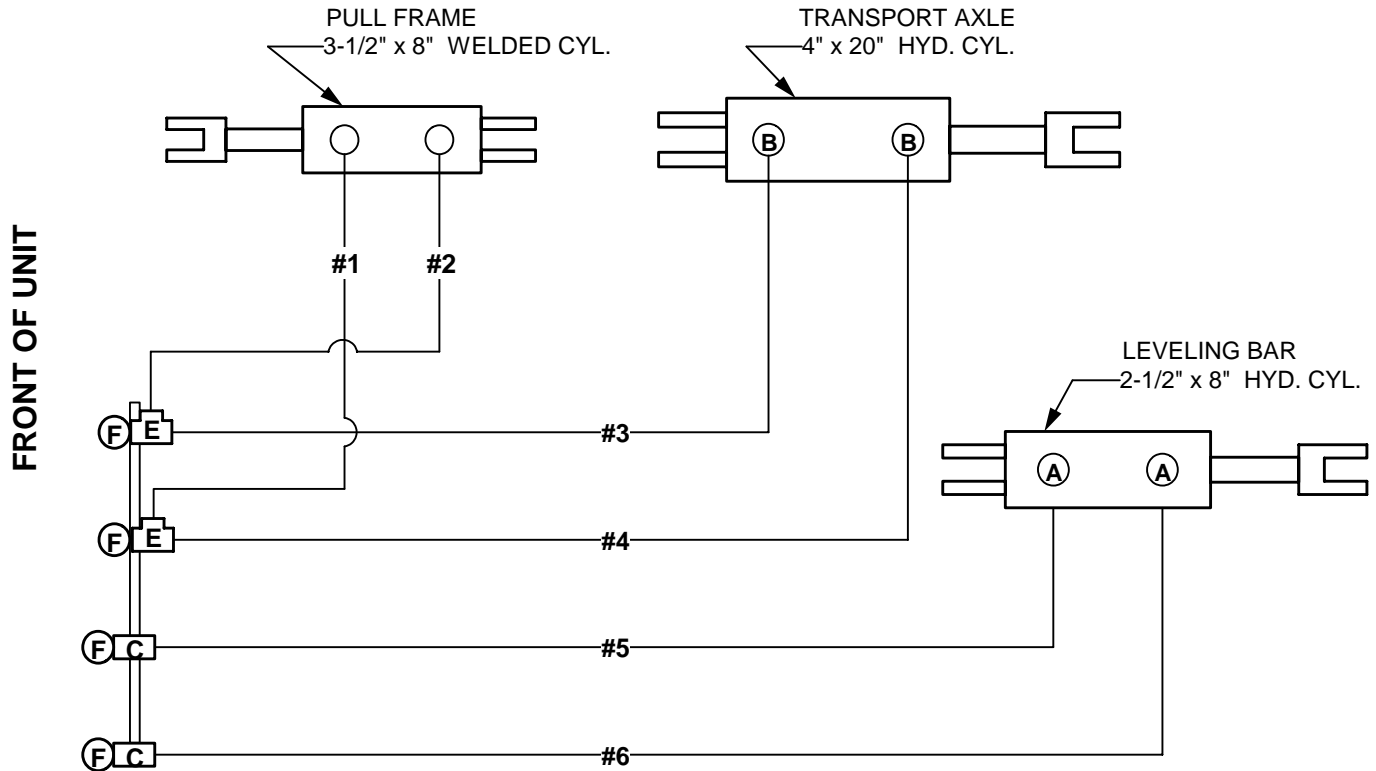 PULL FRAME
3-1/2" x 8" WELDED CYL.
TRANSPORT AXLE
4" x 20" HYD. CYL.
B
B
FRONT OF UNIT
#1
#2
LEVELING BAR
2-1/2" x 8" HYD. CYL.
F
E
#3
A
A
F
E
#4
F
C
#5
F
C
#6